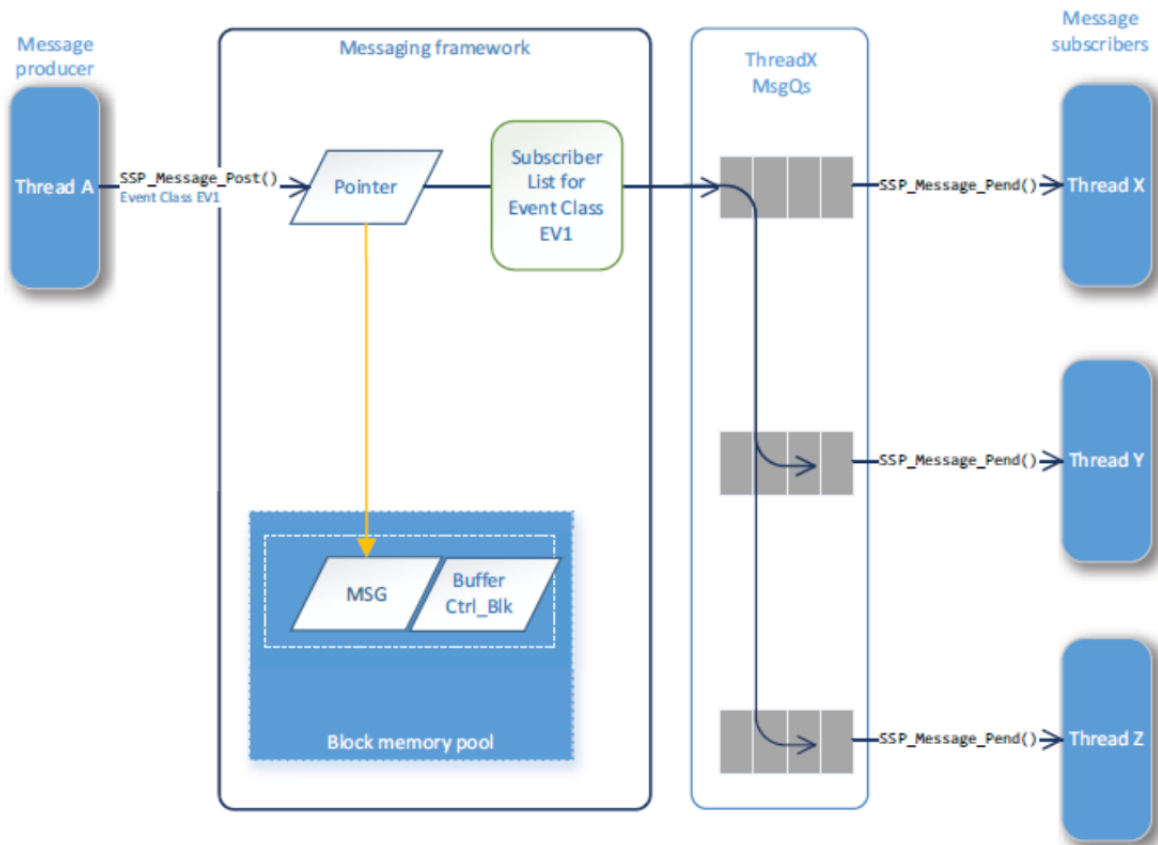 Message
producer
Thread A
SSP_Message_Post()
Event Class EV1
Messaging framework
Pointer
Subscriber
List for
Event Class
EV1
MSG
Buffer
Ctrl_Blk
Block memory pool
ThreadX
MsgQs
SSP_Message_Pend()
SSP_Message_Pend()
SSP_Message_Pend()
Message
subscribers
Thread X
Thread Y
Thread Z